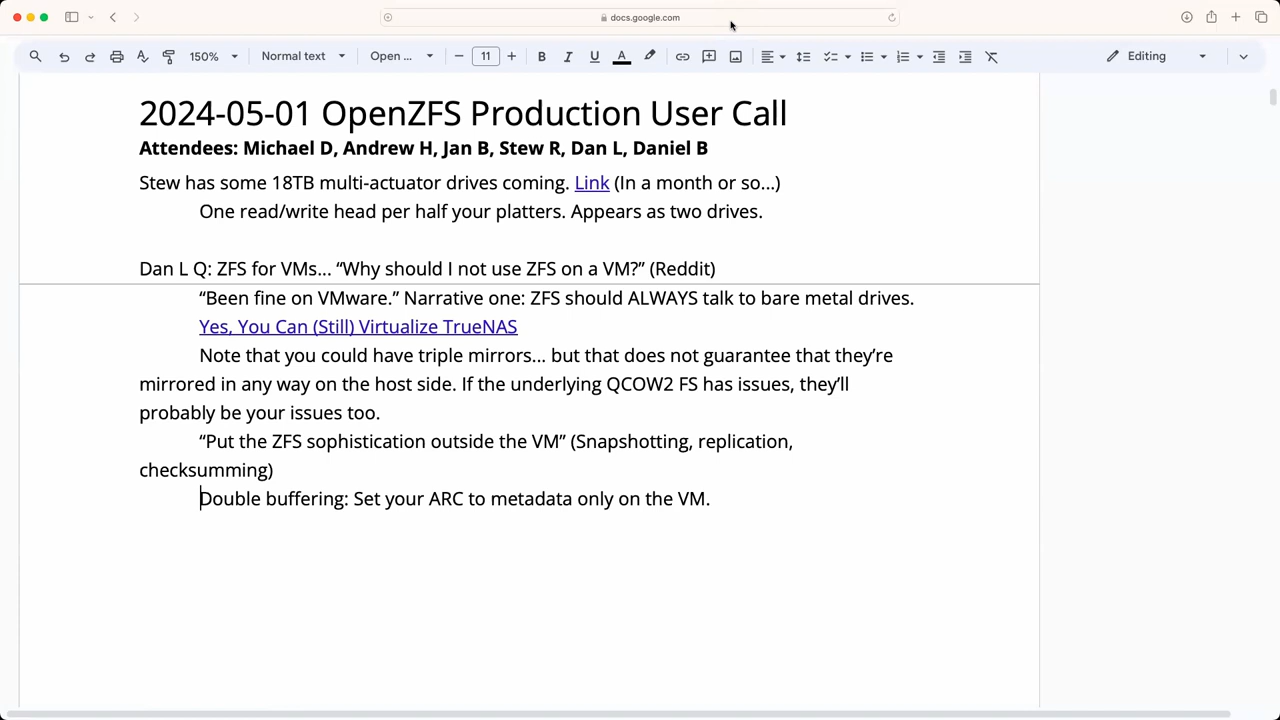 docs.google.com
150%
Normal text
Open ...
11
Editing
2024-05-01 OpenZFS Production User Call
Attendees: Michael D, Andrew H, Jan B, Stew R, Dan L, Daniel B
Stew has some 18TB multi-actuator drives coming. Link (In a month or so...)
One read/write head per half your platters. Appears as two drives.
Dan L Q: ZFS for VMs... “Why should I not use ZFS on a VM?” (Reddit)
“Been fine on VMware.” Narrative one: ZFS should ALWAYS talk to bare metal drives.
Yes, You Can (Still) Virtualize TrueNAS
Note that you could have triple mirrors... but that does not guarantee that they’re
mirrored in any way on the host side. If the underlying QCOW2 FS has issues, they’ll
probably be your issues too.
“Put the ZFS sophistication outside the VM” (Snapshotting, replication,
checksumming)
Double buffering: Set your ARC to metadata only on the VM.